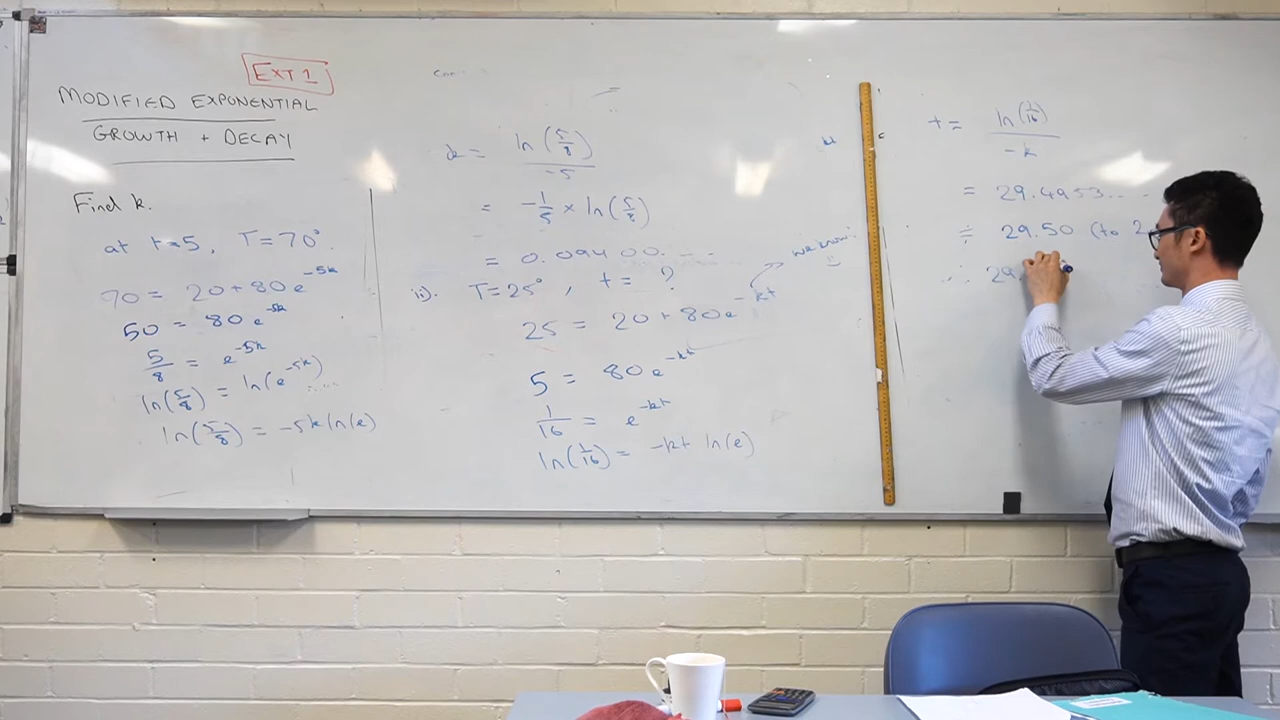 EXT 1
MODIFIED EXPONENTIAL
GROWTH + DECAY
Find k.
at t=5, T=70°
70 = 20+80e^{-5k}
50 = 80e^{-5k}
5/8 = e^{-5k}
ln(5/8) = ln(e^{-5k})
ln(5/8) = -5k ln(e)
k = ln(5/8)/-5
= -1/5 × ln(5/8)
= 0.09400.....
ii). T=25°, t= ?
we know!
25 = 20+80e^{-kt}
5 = 80e^{-kt}
1/16 = e^{-kt}
ln(1/16) = -kt ln(e)
t = ln(1/16)/-k
= 29.4953....
≑ 29.50 (to 2
∴ 29.